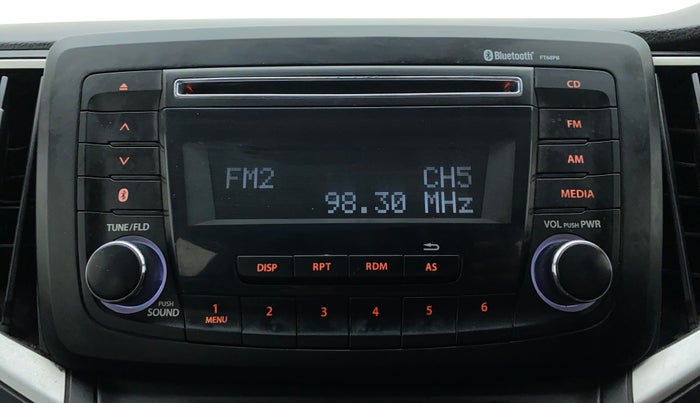 Bluetooth FT68PB
CD
FM
AM
MEDIA
FM2 CH5
98.30 MHz
TUNE/FLD
VOL PUSH PWR
DISP RPT RDM AS
PUSH
SOUND
1 2 3 4 5 6
MENU